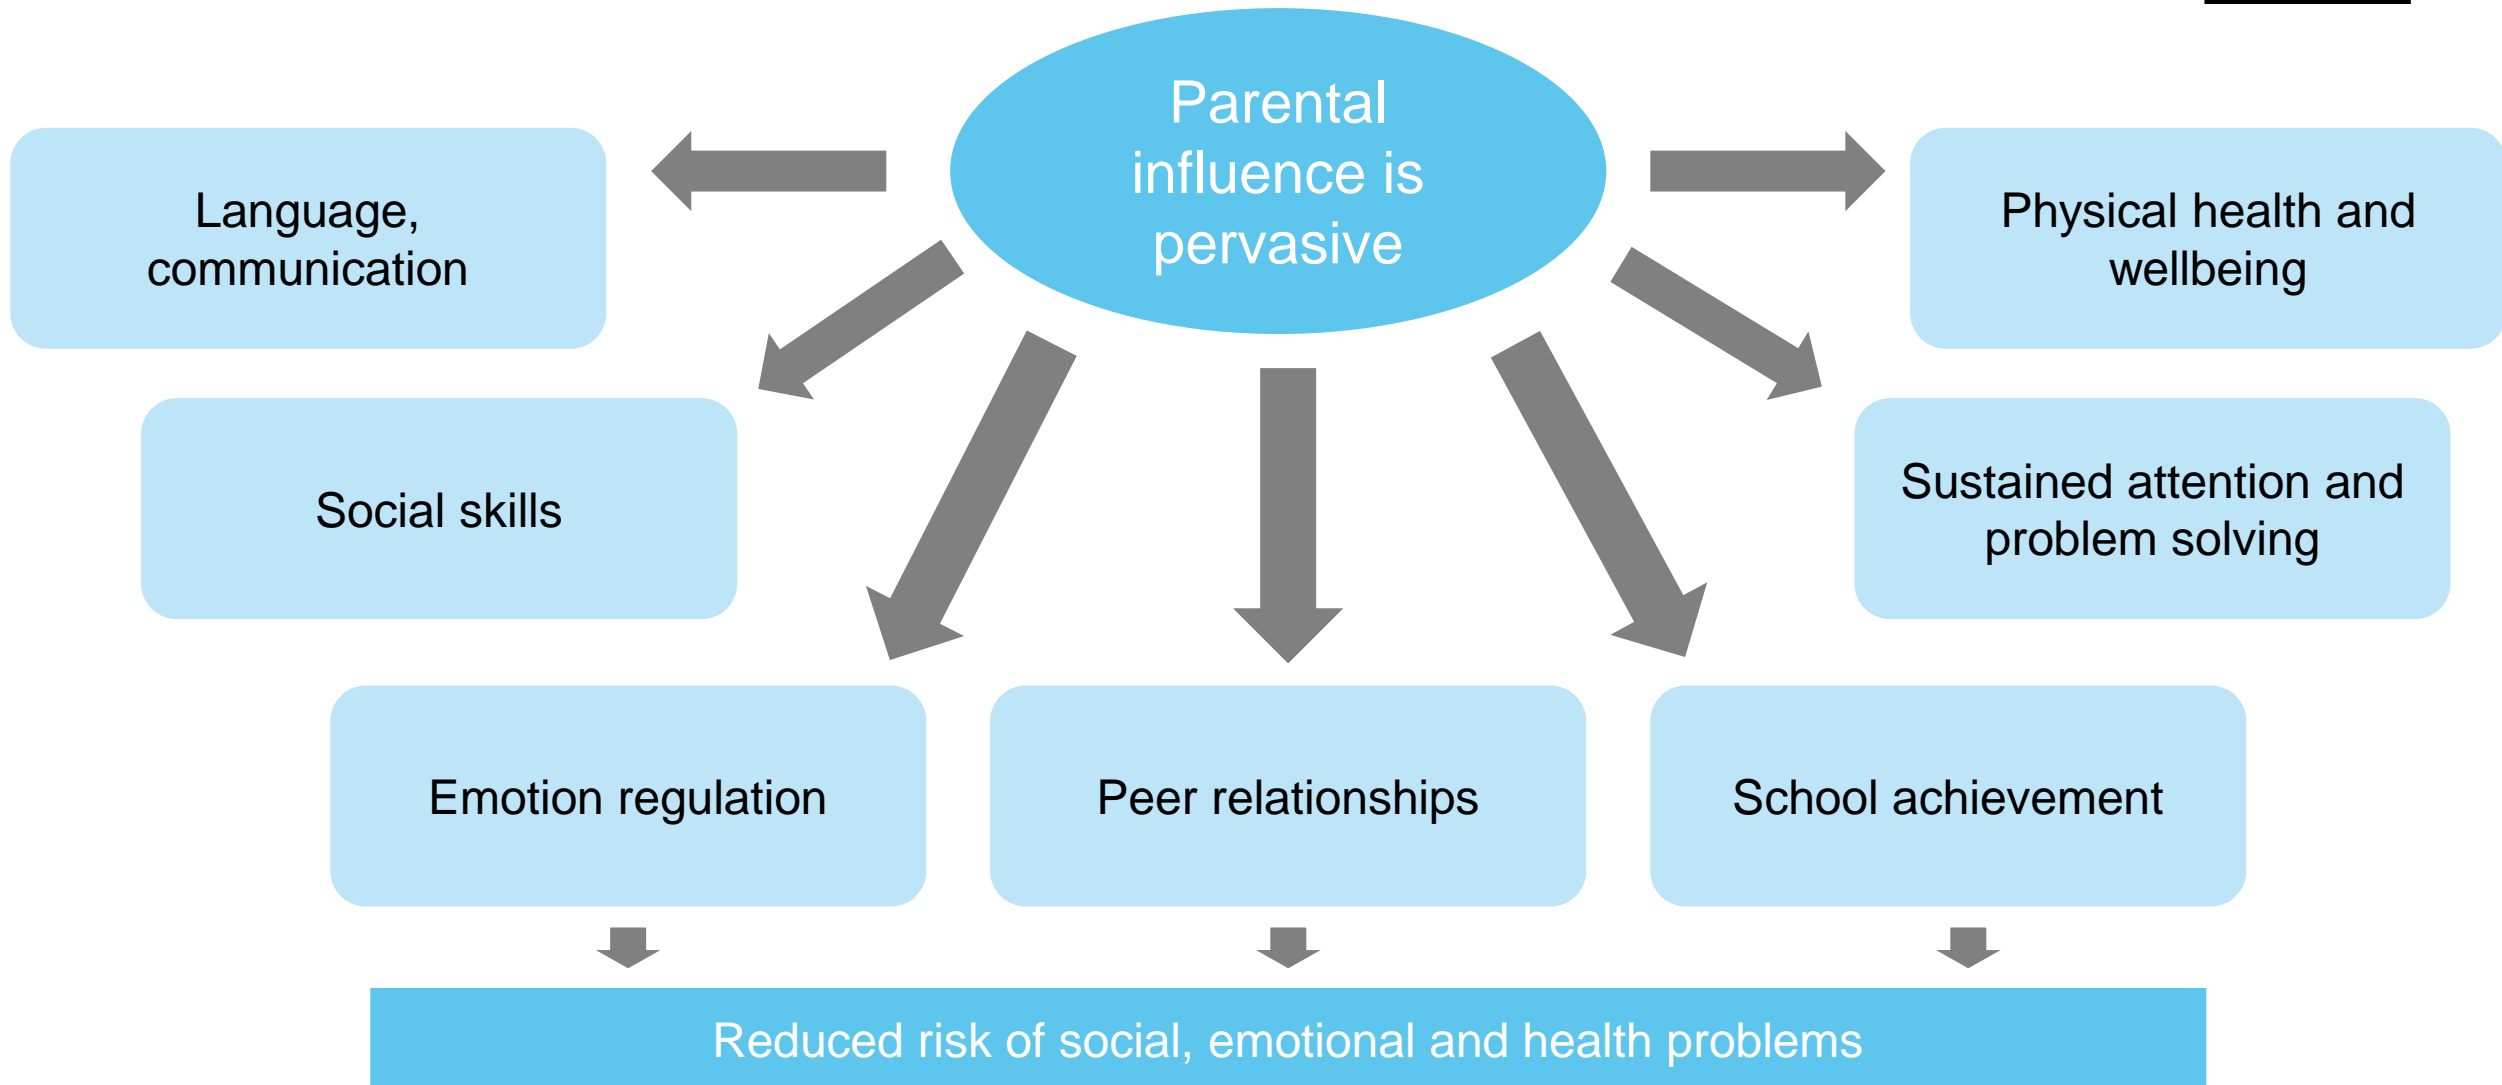 Parental
influence is
pervasive
Language,
communication
Physical health and
wellbeing
Social skills
Sustained attention and
problem solving
Emotion regulation
Peer relationships
School achievement
Reduced risk of social, emotional and health problems